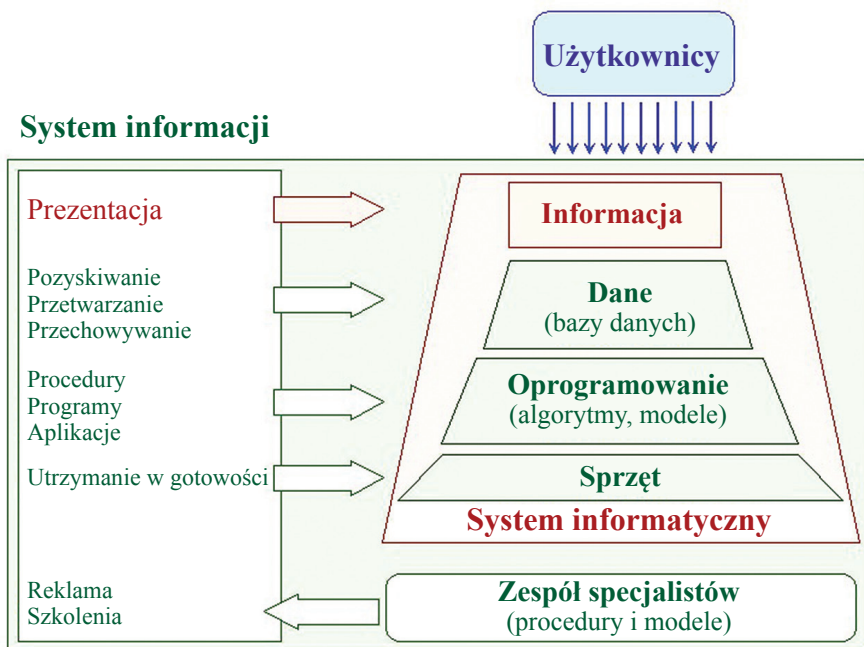 Użytkownicy
System informacji
Prezentacja
Informacja
Pozyskiwanie
Przetwarzanie
Przechowywanie
Dane
(bazy danych)
Procedury
Programy
Aplikacje
Oprogramowanie
(algorytmy, modele)
Utrzymanie w gotowości
Sprzęt
System informatyczny
Reklama
Szkolenia
Zespół specjalistów
(procedury i modele)